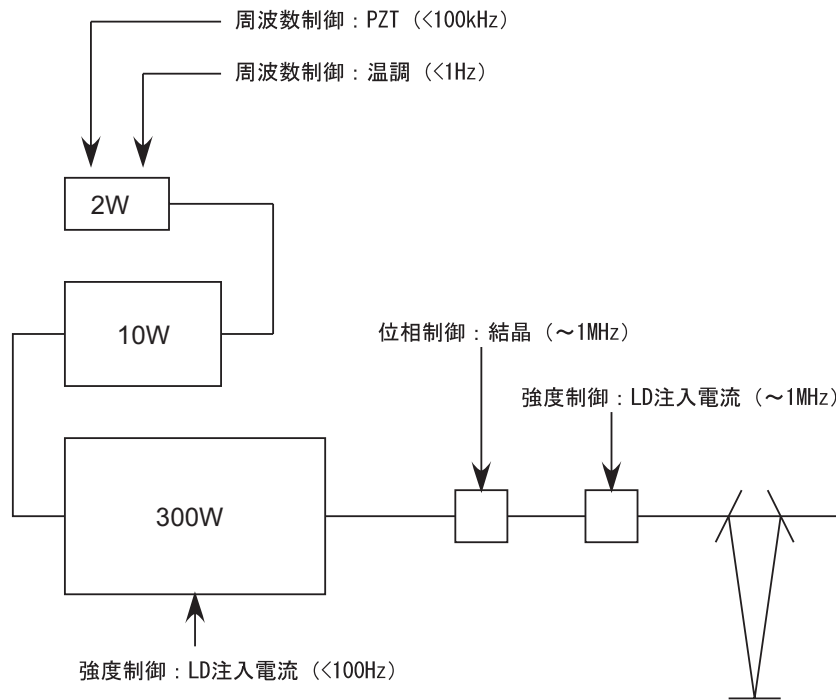 周波数制御：PZT（<100kHz）
周波数制御：温調（<1Hz）
2W
10W
位相制御：結晶（～1MHz）
強度制御：LD注入電流（～1MHz）
300W
強度制御：LD注入電流（<100Hz）